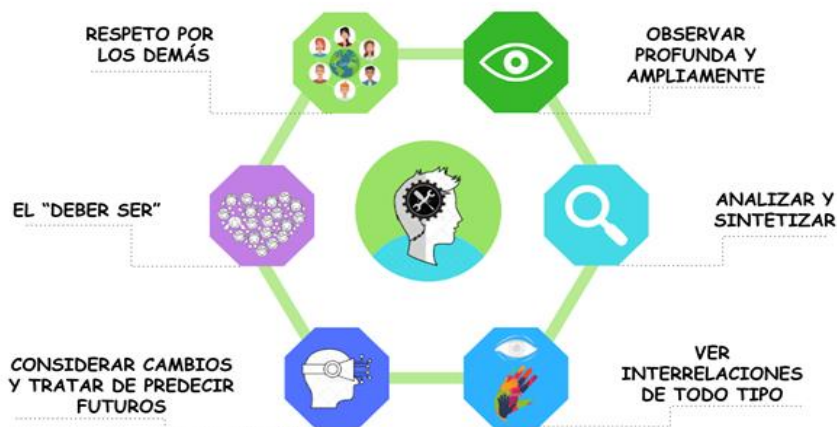 RESPETO POR
LOS DEMÁS
OBSERVAR
PROFUNDA Y
AMPLIAMENTE
EL “DEBER SER”
ANALIZAR Y
SINTETIZAR
CONSIDERAR CAMBIOS
Y TRATAR DE PREDECIR
FUTUROS
VER
INTERRELACIONES
DE TODO TIPO